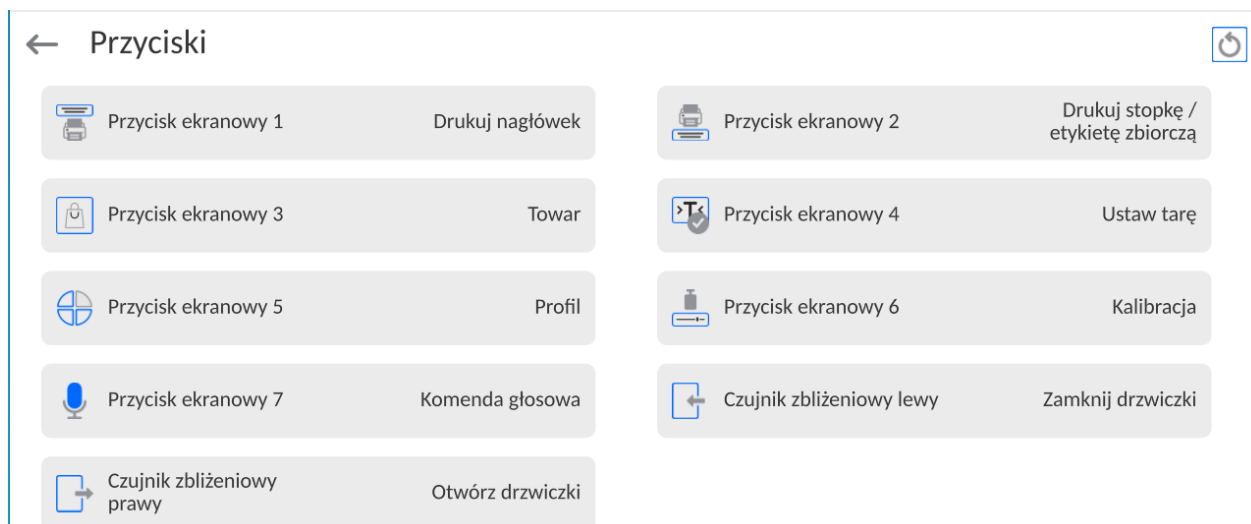 Przyciski
Przycisk ekranowy 1
Drukuj nagłówek
Przycisk ekranowy 2
Drukuj stopkę /
etykietę zbiorczą
Przycisk ekranowy 3
Towar
>T<
Przycisk ekranowy 4
Ustaw tarę
Przycisk ekranowy 5
Profil
Przycisk ekranowy 6
Kalibracja
Przycisk ekranowy 7
Komenda głosowa
Czujnik zbliżeniowy lewy
Zamknij drzwiczki
Czujnik zbliżeniowy
prawy
Otwórz drzwiczki